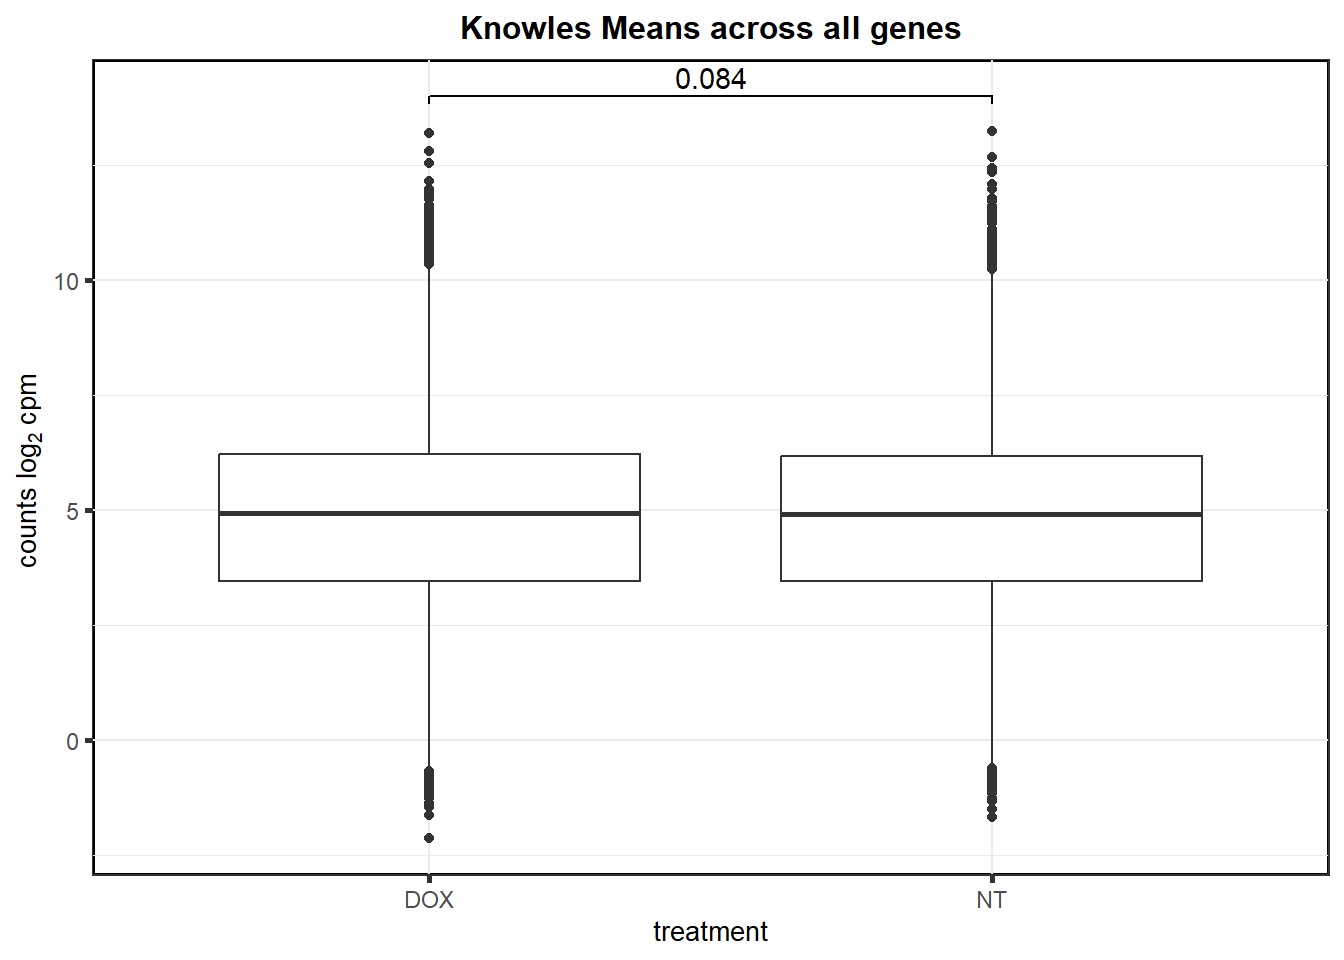 Knowles Means across all genes
0.084
10
5
0
counts log₂ cpm
DOX
NT
treatment